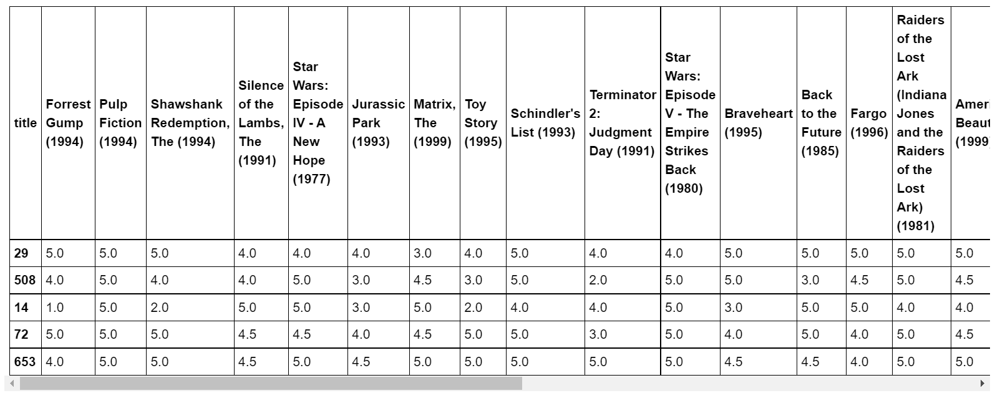 title Forrest Gump (1994) Pulp Fiction (1994) Shawshank Redemption, The (1994) Silence of the Lambs, The (1991) Star Wars: Episode IV - A New Hope (1977) Jurassic Park (1993) Matrix, The (1999) Toy Story (1995) Schindler's List (1993) Terminator 2: Judgment Day (1991) Star Wars: Episode V - The Empire Strikes Back (1980) Braveheart (1995) Back to the Future (1985) Fargo (1996) Raiders of the Lost Ark (Indiana Jones and the Raiders of the Lost Ark) (1981) Ameri Beaut (1999)
29 5.0 5.0 5.0 4.0 4.0 4.0 3.0 4.0 5.0 4.0 4.0 5.0 5.0 5.0 5.0 5.0
508 4.0 5.0 4.0 4.0 5.0 3.0 4.5 3.0 5.0 2.0 5.0 5.0 3.0 4.5 5.0 4.5
14 1.0 5.0 2.0 5.0 5.0 3.0 5.0 2.0 4.0 4.0 5.0 3.0 5.0 5.0 4.0 4.0
72 5.0 5.0 5.0 4.5 4.5 4.0 4.5 5.0 5.0 3.0 5.0 4.0 5.0 4.0 5.0 4.5
653 4.0 5.0 5.0 4.5 5.0 4.5 5.0 5.0 5.0 5.0 5.0 4.5 4.5 4.0 5.0 5.0